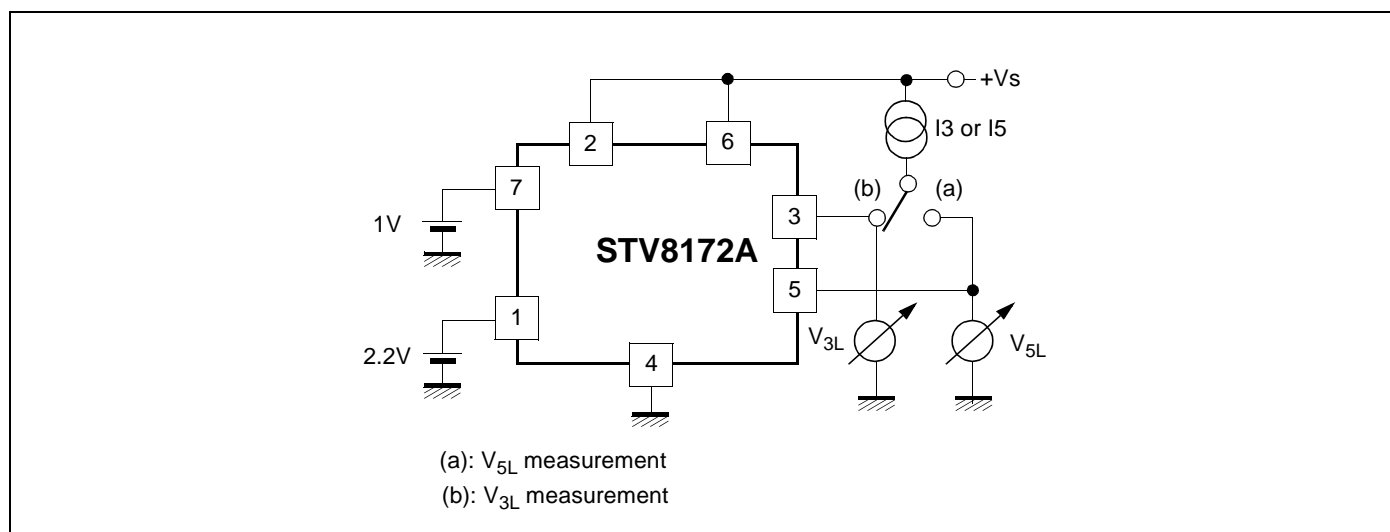 +Vs
I3 or I5
2
6
(b)
(a)
7
3
1V
STV8172A
5
1
V3L
V5L
2.2V
4
(a): V5L measurement
(b): V3L measurement